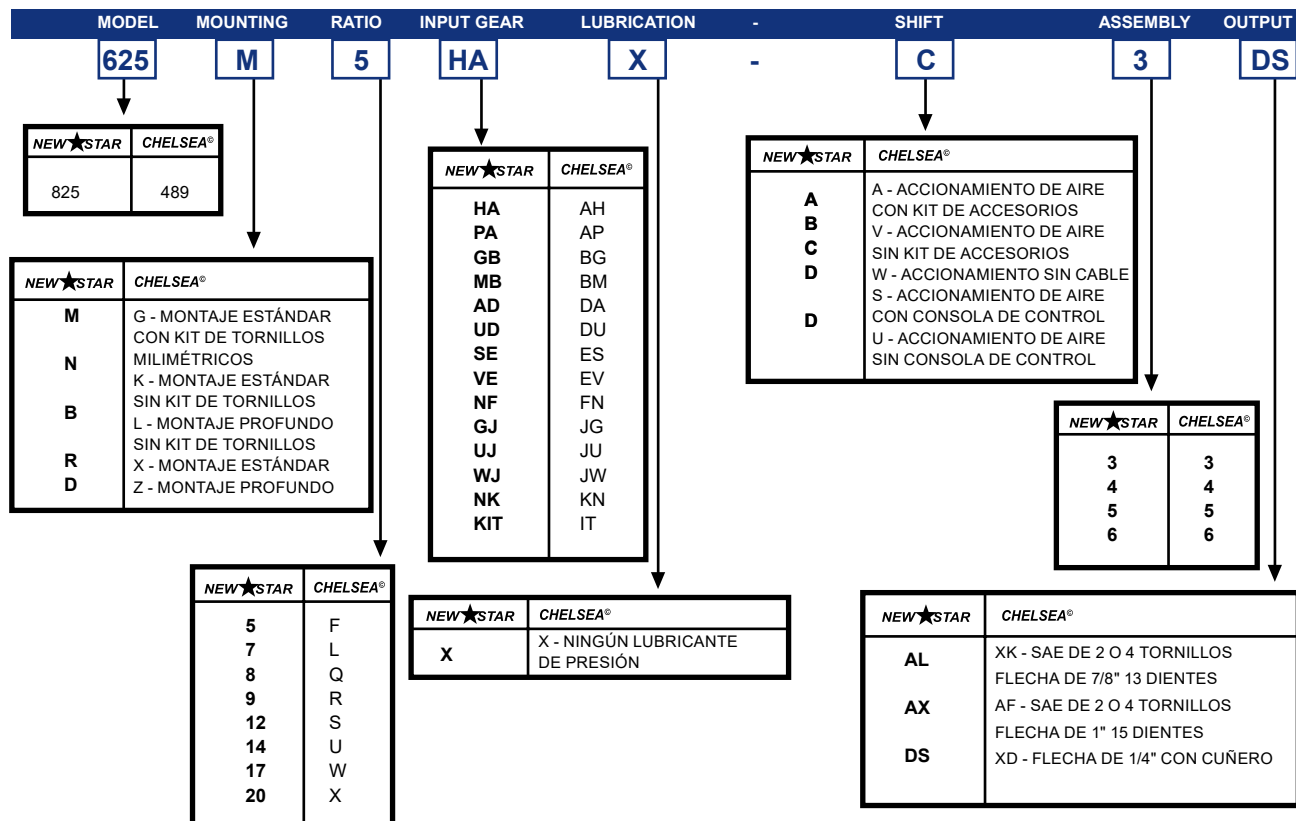 MODEL MOUNTING RATIO INPUT GEAR LUBRICATION - SHIFT ASSEMBLY OUTPUT
625 M 5 HA X - C 3 DS
NEW STAR CHELSEA©
825 489
NEW STAR CHELSEA©
M G - MONTAJE ESTÁNDAR
CON KIT DE TORNILLOS
N MILIMÉTRICOS
K - MONTAJE ESTÁNDAR
SIN KIT DE TORNILLOS
B L - MONTAJE PROFUNDO
SIN KIT DE TORNILLOS
R X - MONTAJE ESTÁNDAR
D Z - MONTAJE PROFUNDO
NEW STAR CHELSEA©
5 F
7 L
8 Q
9 R
12 S
14 U
17 W
20 X
NEW STAR CHELSEA©
HA AH
PA AP
GB BG
MB BM
AD DA
UD DU
SE ES
VE EV
NF FN
GJ JG
UJ JU
WJ JW
NK KN
KIT IT
NEW STAR CHELSEA©
X X - NINGÚN LUBRICANTE
DE PRESIÓN
NEW STAR CHELSEA©
A A - ACCIONAMIENTO DE AIRE
CON KIT DE ACCESORIOS
B V - ACCIONAMIENTO DE AIRE
C SIN KIT DE ACCESORIOS
D W - ACCIONAMIENTO SIN CABLE
S - ACCIONAMIENTO DE AIRE
D CON CONSOLA DE CONTROL
U - ACCIONAMIENTO DE AIRE
SIN CONSOLA DE CONTROL
NEW STAR CHELSEA©
3 3
4 4
5 5
6 6
NEW STAR CHELSEA©
AL XK - SAE DE 2 O 4 TORNILLOS
FLECHA DE 7/8" 13 DIENTES
AX AF - SAE DE 2 O 4 TORNILLOS
FLECHA DE 1" 15 DIENTES
DS XD - FLECHA DE 1/4" CON CUÑERO